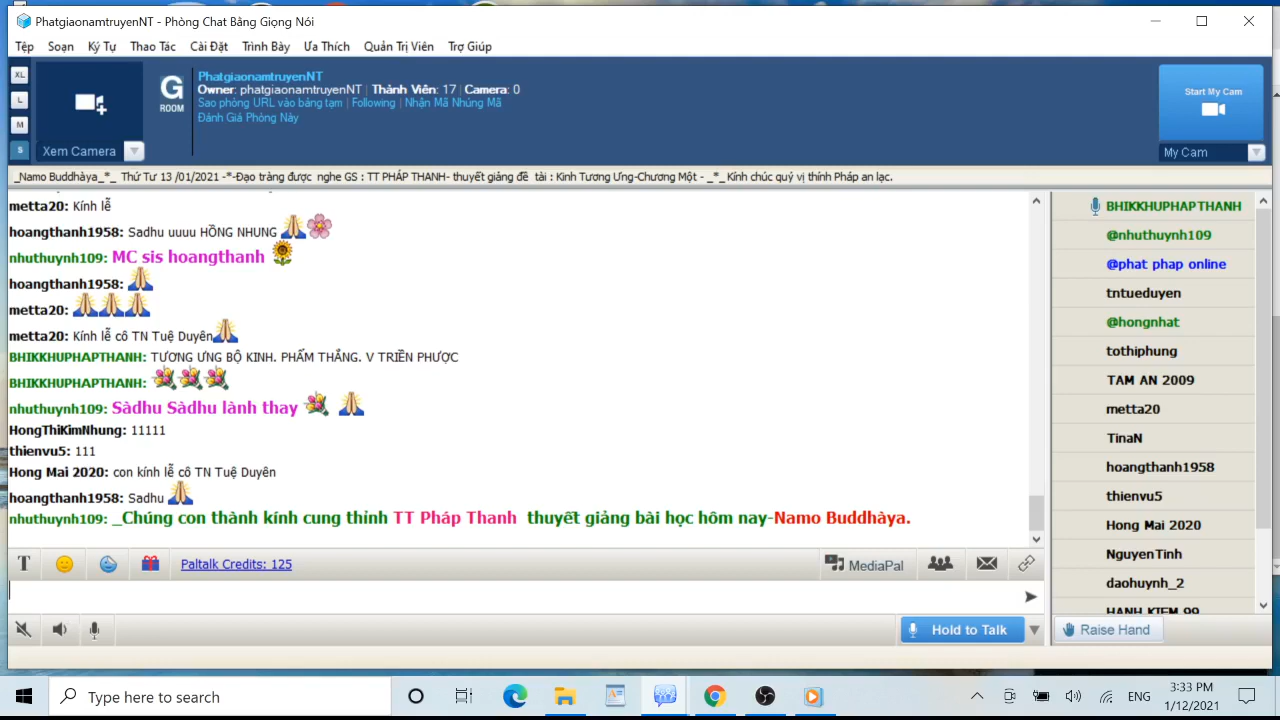 PhatgiaonamtruyenNT - Phòng Chat Bằng Giọng Nói
Tệp Soạn Ký Tự Thao Tác Cài Đặt Trình Bày Ưa Thích Quản Trị Viên Trợ Giúp
XL
L
M
S
Xem Camera
G
ROOM
PhatgiaonamtruyenNT
Owner: phatgiaonamtruyenNT | Thành Viên: 17 | Camera: 0
Sao phỏng URL vào bảng tạm | Following | Nhận Mã Nhúng Mã
Đánh Giá Phòng Này
Start My Cam
My Cam
_Namo Buddhàya_*_ Thứ Tư 13 /01/2021 -*-Đạo tràng được nghe GS : TT PHÁP THANH- thuyết giảng đề tài : Kinh Tương Ưng-Chương Một - _*_ Kính chúc quý vị thính Pháp an lạc.
metta20: Kính lễ
hoangthanh1958: Sadhu uuuu HỒNG NHUNG
nhuthuynh109: MC sis hoangthanh
hoangthanh1958:
metta20:
metta20: Kính lễ cô TN Tuệ Duyên
BHIKKHUPHAPTHANH: TƯƠNG ƯNG BỘ KINH. PHẨM THẮNG. V TRIỀN PHƯỢC
BHIKKHUPHAPTHANH:
nhuthuynh109: Sàdhu Sàdhu lành thay
HongThiKimNhung: 11111
thienvu5: 111
Hong Mai 2020: con kính lễ cô TN Tuệ Duyên
hoangthanh1958: Sadhu
nhuthuynh109: _Chúng con thành kính cung thỉnh TT Pháp Thanh thuyết giảng bài học hôm nay-Namo Buddhàya.
BHIKKHUPHAPTHANH
@nhuthuynh109
@phat phap online
tntueduyen
@hongnhat
tothiphung
TAM AN 2009
metta20
TinaN
hoangthanh1958
thienvu5
Hong Mai 2020
NguyenTinh
daohuynh_2
HANH KIEM 99
T
Paltalk Credits: 125
MediaPal
Hold to Talk
Raise Hand
Type here to search
ENG
3:33 PM
1/12/2021